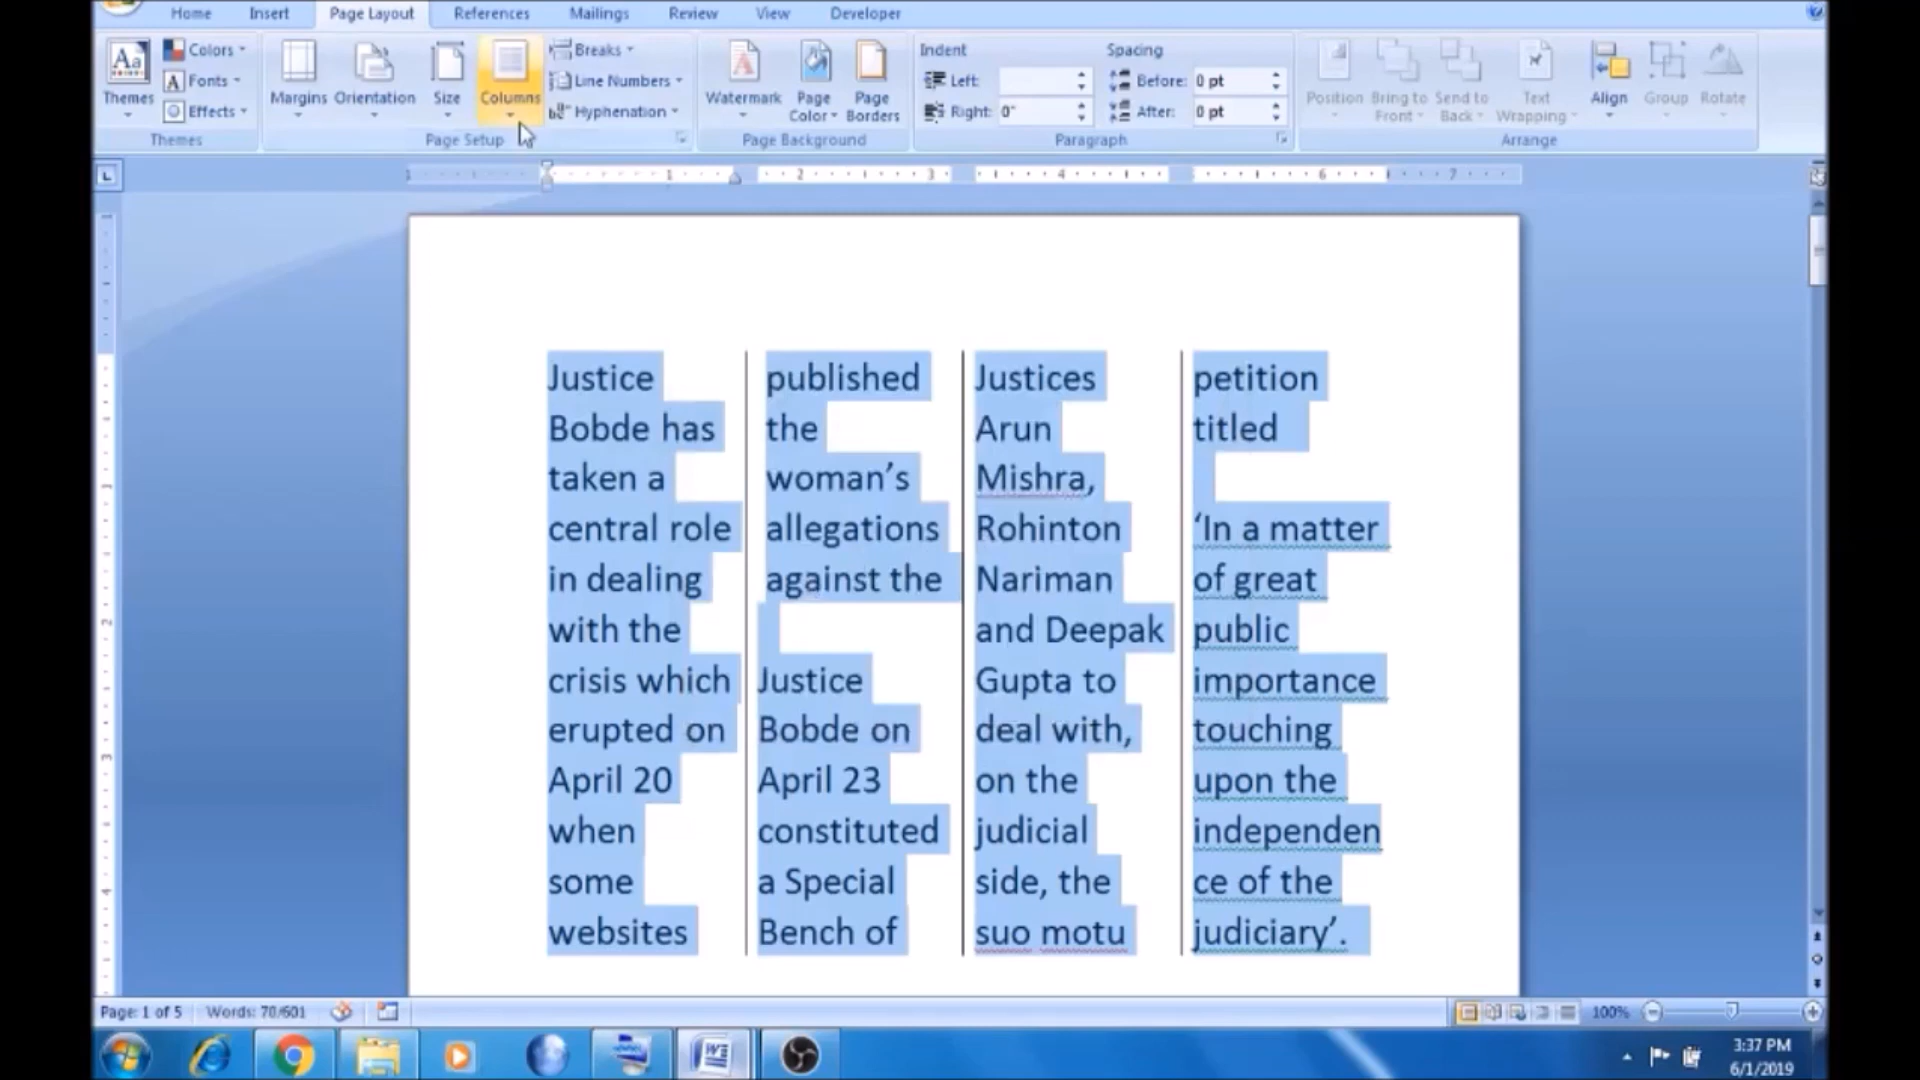 Home Insert Page Layout References Mailings Review View Developer
Themes
Colors
Fonts
Effects
Themes
Margins
Orientation
Size
Columns
Breaks
Line Numbers
Hyphenation
Page Setup
Watermark
Page Color
Page Borders
Page Background
Indent
Left:
Right: 0"
Spacing
Before: 0 pt
After: 0 pt
Paragraph
Position
Bring to Front
Send to Back
Text Wrapping
Align
Group
Rotate
Arrange
1 1 2 3 4 6 7
Justice
Bobde has
taken a
central role
in dealing
with the
crisis which
erupted on
April 20
when
some
websites
published
the
woman’s
allegations
against the
Justice
Bobde on
April 23
constituted
a Special
Bench of
Justices
Arun
Mishra,
Rohinton
Nariman
and Deepak
Gupta to
deal with,
on the
judicial
side, the
suo motu
petition
titled
‘In a matter
of great
public
importance
touching
upon the
independen
ce of the
judiciary’.
Page: 1 of 5 Words: 70/601 100%
3:37 PM
6/1/2019